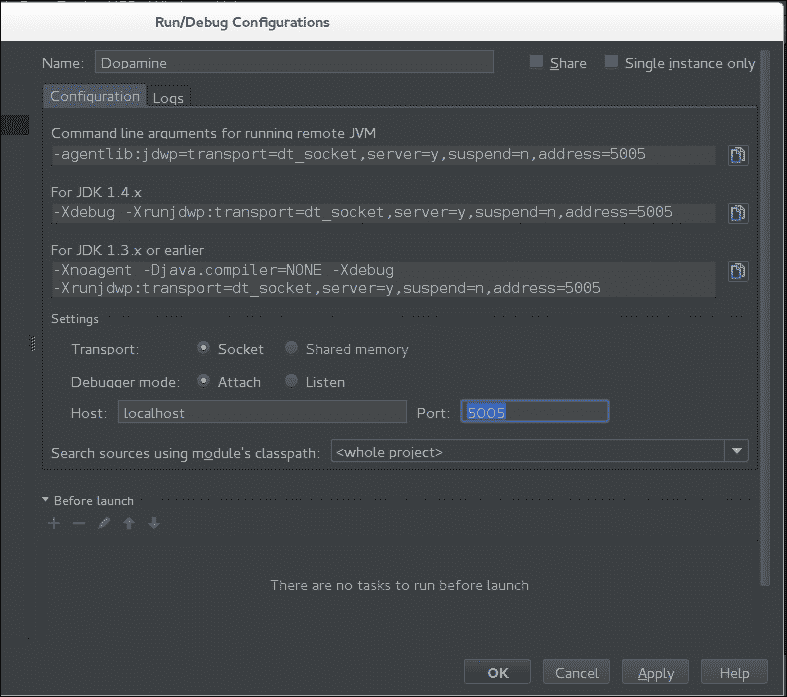 Run/Debug Configurations
Name: Dopamine Share Single instance only
Configuration Logs
Command line arguments for running remote JVM
-agentlib:jdwp=transport=dt_socket,server=y,suspend=n,address=5005
For JDK 1.4.x
-Xdebug -Xrunjdwp:transport=dt_socket,server=y,suspend=n,address=5005
For JDK 1.3.x or earlier
-Xnoagent -Djava.compiler=NONE -Xdebug
-Xrunjdwp:transport=dt_socket,server=y,suspend=n,address=5005
Settings
Transport: Socket Shared memory
Debugger mode: Attach Listen
Host: localhost Port: 5005
Search sources using module's classpath: <whole project>
Before launch
There are no tasks to run before launch
OK Cancel Apply Help